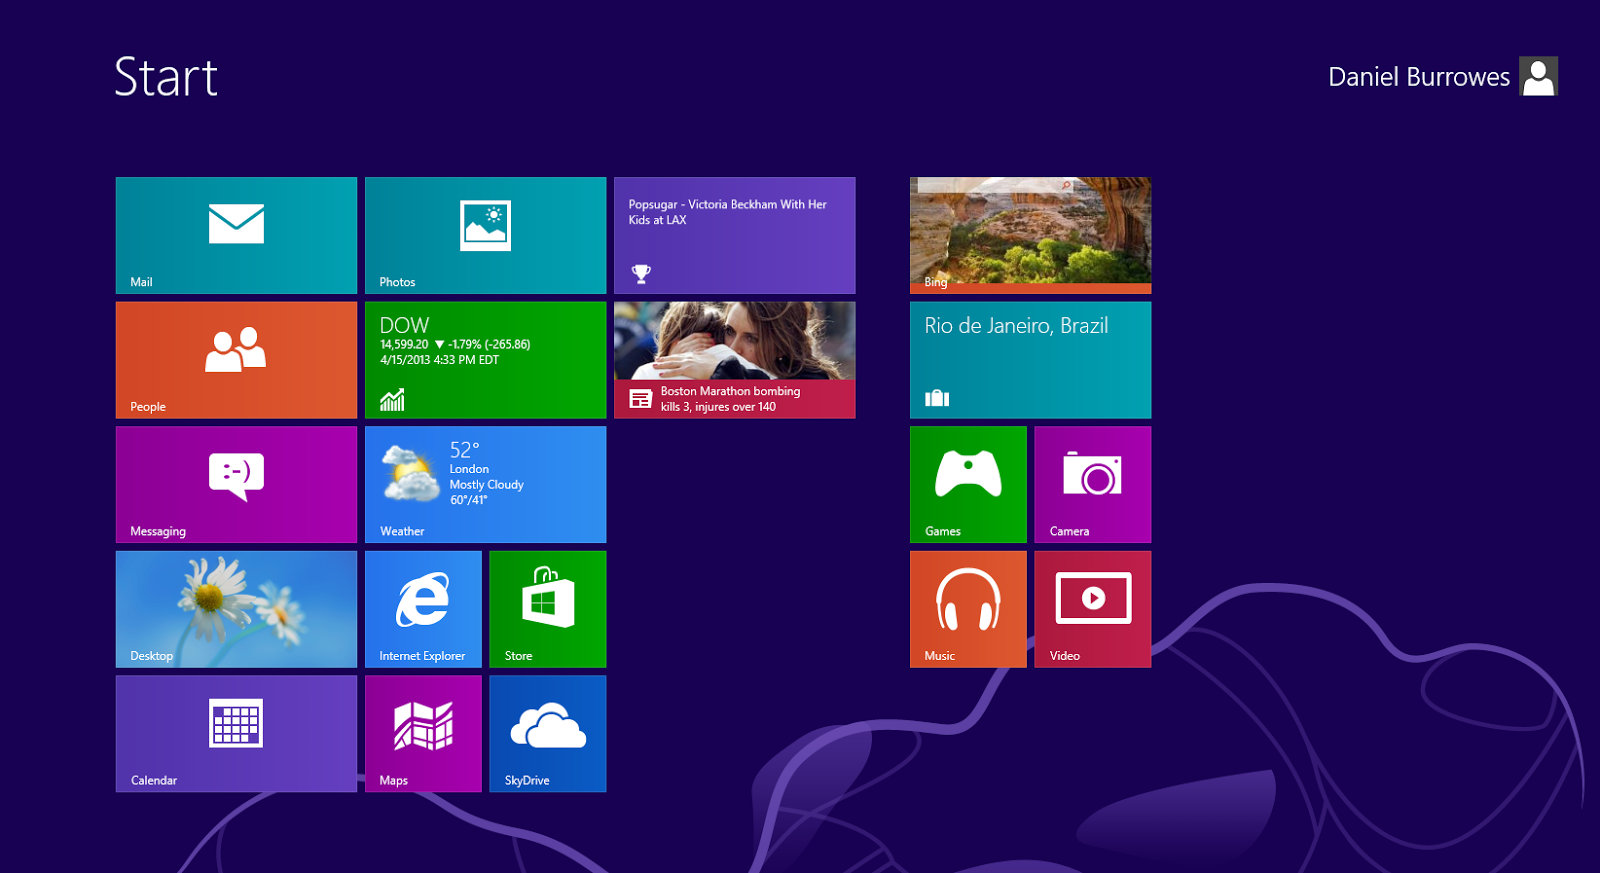 Start
Daniel Burrowes
Mail
Photos
Popsugar - Victoria Beckham With Her
Kids at LAX
Bing
People
DOW
14,599.20 ▼ -1.79% (-265.86)
4/15/2013 4:33 PM EDT
Boston Marathon bombing
kills 3, injures over 140
Rio de Janeiro, Brazil
Messaging
:-)
52°
London
Mostly Cloudy
60°/41°
Weather
Games
Camera
Desktop
Internet Explorer
Store
Music
Video
Calendar
Maps
SkyDrive